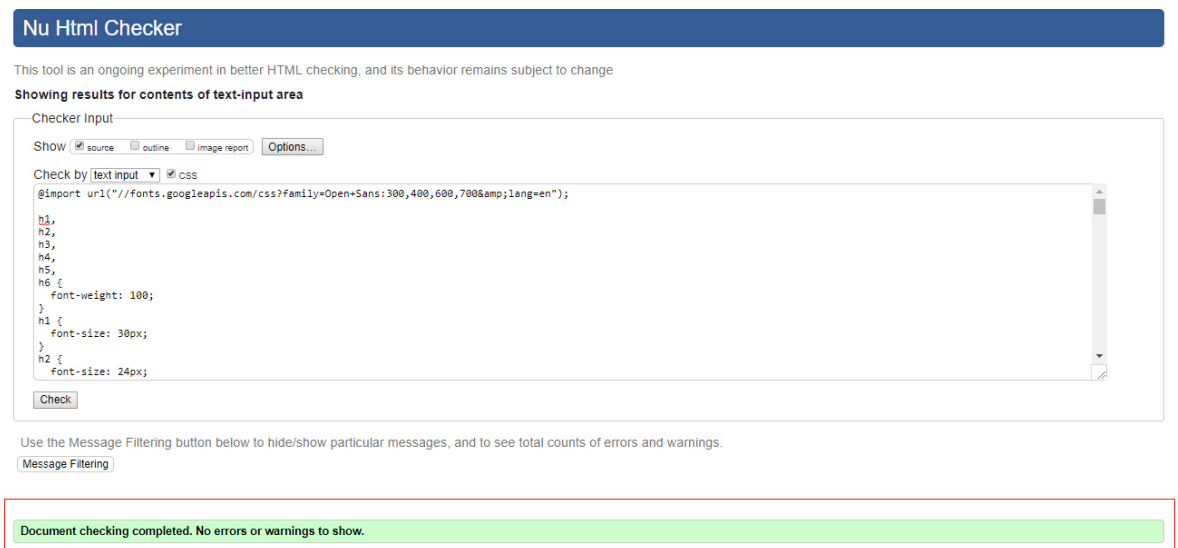 Nu Html Checker
This tool is an ongoing experiment in better HTML checking, and its behavior remains subject to change
Showing results for contents of text-input area
Checker Input
Show source outline image report Options...
Check by text input css
@import url("//fonts.googleapis.com/css?family=Open+Sans:300,400,600,700&amp;lang=en");
h1,
h2,
h3,
h4,
h5,
h6 {
font-weight: 100;
}
h1 {
font-size: 30px;
}
h2 {
font-size: 24px;
Check
Use the Message Filtering button below to hide/show particular messages, and to see total counts of errors and warnings.
Message Filtering
Document checking completed. No errors or warnings to show.